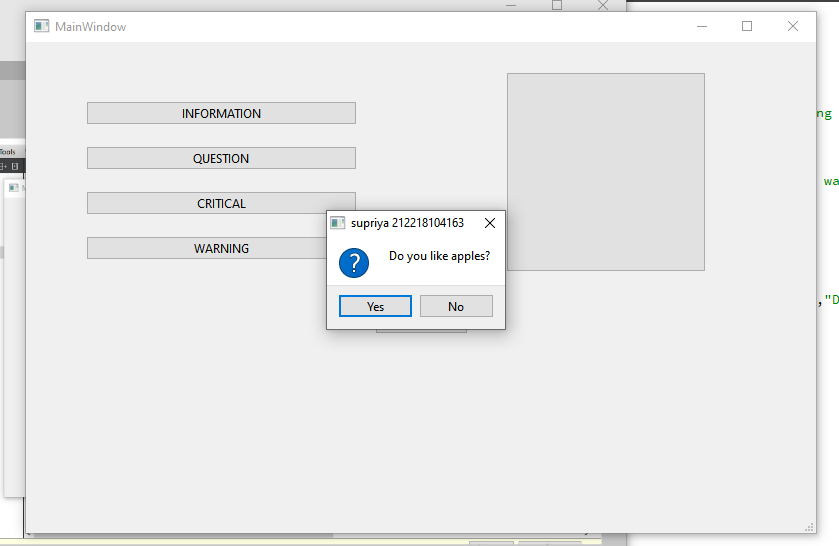 MainWindow
ng
INFORMATION
QUESTION
Tools
wa
CRITICAL
supriya 212218104163
WARNING
?
Do you like apples?
,"D
Yes
No